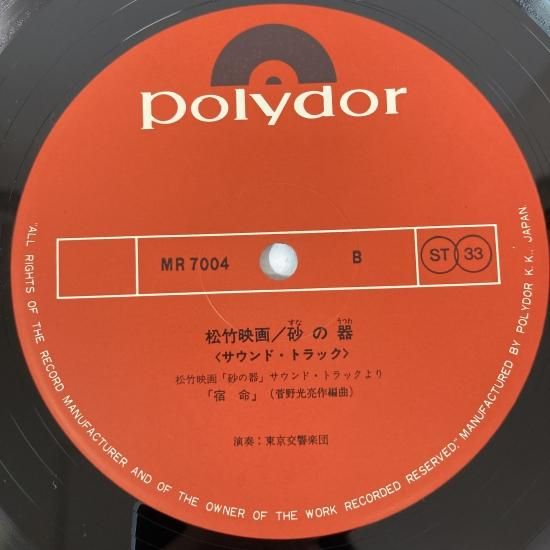 polydor
MR 7004
B
ST 33
すな うつわ
松竹映画/砂の器
〈サウンド・トラック〉
松竹映画「砂の器」サウンド・トラックより
「宿 命」(菅野光亮作編曲)
演奏:東京交響楽団
"ALL RIGHTS OF THE RECORD MANUFACTURER AND OF THE OWNER OF THE WORK RECORDED RESERVED." MANUFACTURED BY POLYDOR K.K., JAPAN